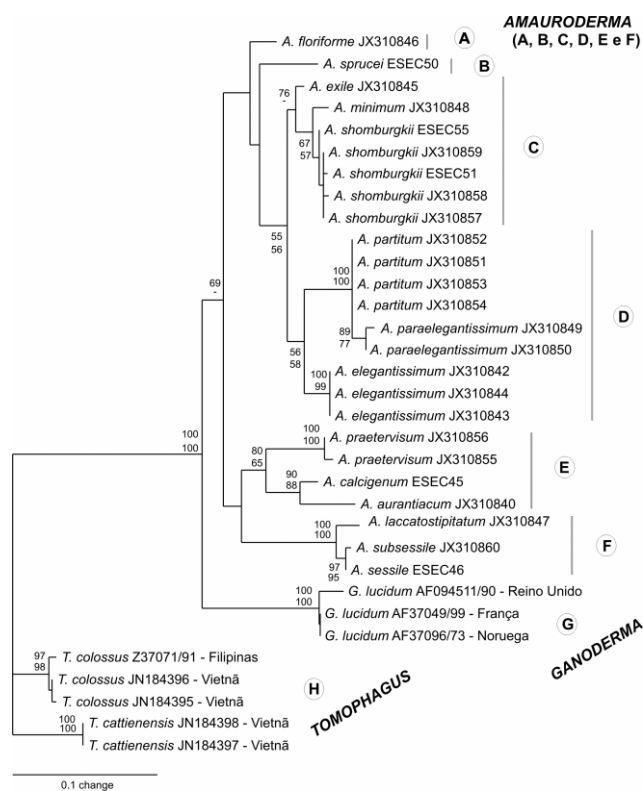 AMAURODERMA
(A, B, C, D, E e F)
A. floriforme JX310846
A
A. sprucei ESEC50
B
76
-
A. exile JX310845
A. minimum JX310848
67
57
A. shomburgkii ESEC55
A. shomburgkii JX310859
A. shomburgkii ESEC51
A. shomburgkii JX310858
A. shomburgkii JX310857
C
55
56
69
-
A. partitum JX310852
A. partitum JX310851
100
100
A. partitum JX310853
A. partitum JX310854
89
77
A. paraelegantissimum JX310849
A. paraelegantissimum JX310850
D
56
58
100
99
A. elegantissimum JX310842
A. elegantissimum JX310844
A. elegantissimum JX310843
100
100
100
100
A. praetervisum JX310856
A. praetervisum JX310855
80
65
90
88
A. calcigenum ESEC45
A. aurantiacum JX310840
E
100
100
A. laccatostipitatum JX310847
A. subsessile JX310860
97
95
A. sessile ESEC46
F
100
100
G. lucidum AF094511/90 - Reino Unido
G. lucidum AF37049/99 - França
G. lucidum AF37096/73 - Noruega
G
GANODERMA
97
98
T. colossus Z37071/91 - Filipinas
T. colossus JN184396 - Vietnã
T. colossus JN184395 - Vietnã
100
100
T. cattienensis JN184398 - Vietnã
T. cattienensis JN184397 - Vietnã
H
TOMOPHAGUS
0.1 change